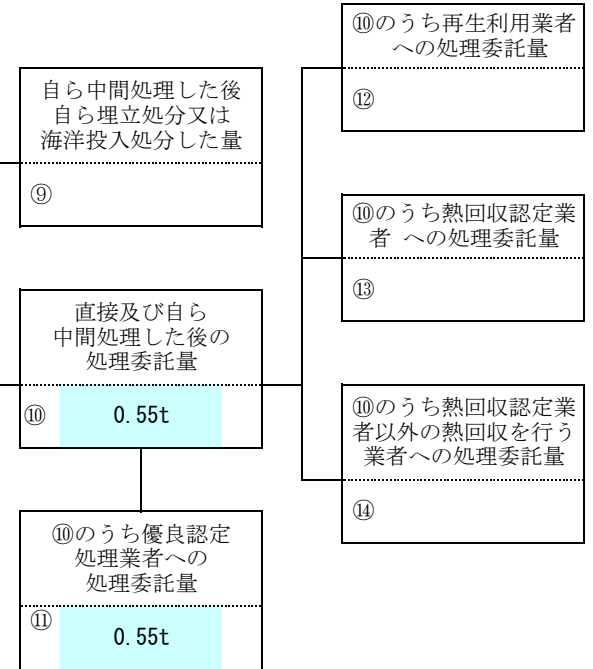 ⑩のうち再生利用業者
への処理委託量
⑫
自ら中間処理した後
自ら埋立処分又は
海洋投入処分した量
⑨
⑩のうち熱回収認定業
者 への処理委託量
⑬
直接及び自ら
中間処理した後の
処理委託量
⑩ 0.55t
⑩のうち熱回収認定業
者以外の熱回収を行う
業者への処理委託量
⑭
⑩のうち優良認定
処理業者への
処理委託量
⑪ 0.55t